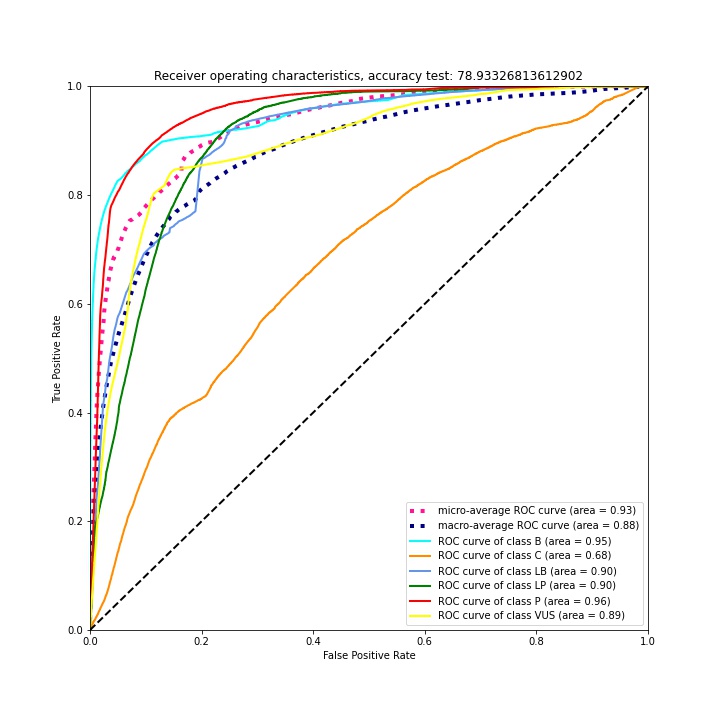 Receiver operating characteristics, accuracy test: 78.93326813612902
1.0
0.8
0.6
0.4
0.2
0.0
True Positive Rate
micro-average ROC curve (area = 0.93)
macro-average ROC curve (area = 0.88)
ROC curve of class B (area = 0.95)
ROC curve of class C (area = 0.68)
ROC curve of class LB (area = 0.90)
ROC curve of class LP (area = 0.90)
ROC curve of class P (area = 0.96)
ROC curve of class VUS (area = 0.89)
0.0 0.2 0.4 0.6 0.8 1.0
False Positive Rate